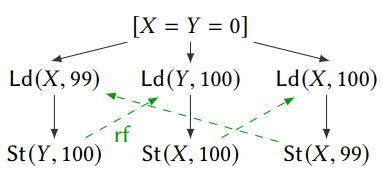 [X = Y = 0]
Ld(X, 99) Ld(Y, 100) Ld(X, 100)
rf
St(Y, 100) St(X, 100) St(X, 99)